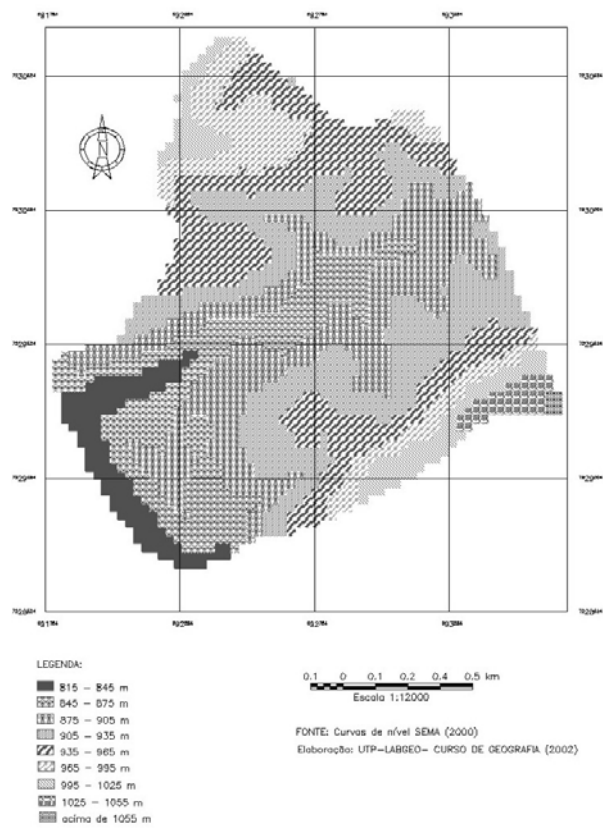 N
LEGENDA:
815 – 845 m
845 – 875 m
875 – 905 m
905 – 935 m
935 – 965 m
965 – 995 m
995 – 1025 m
1025 – 1055 m
acima de 1055 m
0.1 0 0.1 0.2 0.4 0.5 km
Escala 1:12000
FONTE: Curvas de nível SEMA (2000)
Elaboração: UTP–LABGEO– CURSO DE GEOGRAFIA (2002)